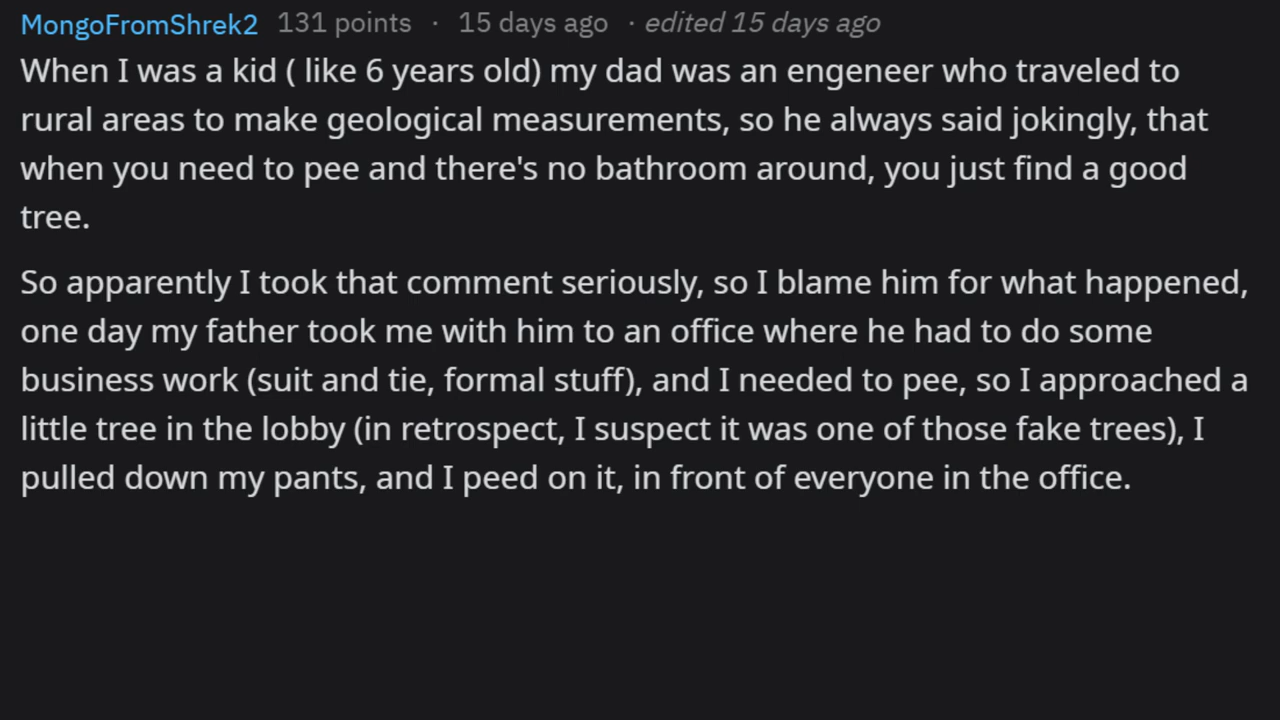 MongoFromShrek2 131 points · 15 days ago · edited 15 days ago
When I was a kid ( like 6 years old) my dad was an engeneer who traveled to
rural areas to make geological measurements, so he always said jokingly, that
when you need to pee and there's no bathroom around, you just find a good
tree.
So apparently I took that comment seriously, so I blame him for what happened,
one day my father took me with him to an office where he had to do some
business work (suit and tie, formal stuff), and I needed to pee, so I approached a
little tree in the lobby (in retrospect, I suspect it was one of those fake trees), I
pulled down my pants, and I peed on it, in front of everyone in the office.